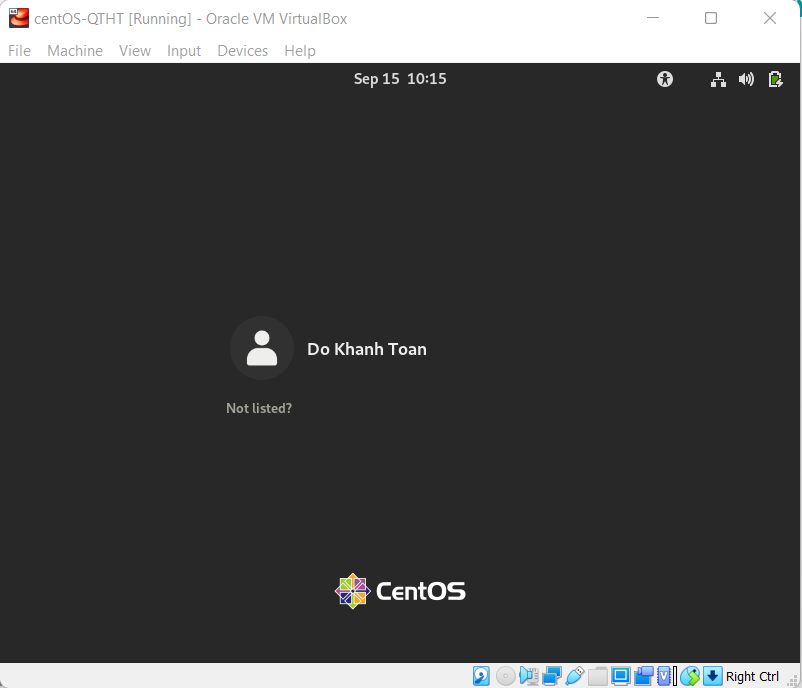 centOS-QTHT [Running] - Oracle VM VirtualBox
File Machine View Input Devices Help
Sep 15 10:15
Do Khanh Toan
Not listed?
CentOS
Right Ctrl